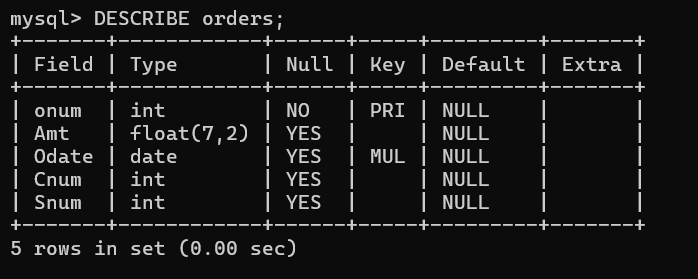 mysql> DESCRIBE orders;
+--------+------------+------+-----+---------+-------+
| Field  | Type       | Null | Key | Default | Extra |
+--------+------------+------+-----+---------+-------+
| onum   | int        | NO   | PRI | NULL    |       |
| Amt    | float(7,2) | YES  |     | NULL    |       |
| Odate  | date       | YES  | MUL | NULL    |       |
| Cnum   | int        | YES  |     | NULL    |       |
| Snum   | int        | YES  |     | NULL    |       |
+--------+------------+------+-----+---------+-------+
5 rows in set (0.00 sec)